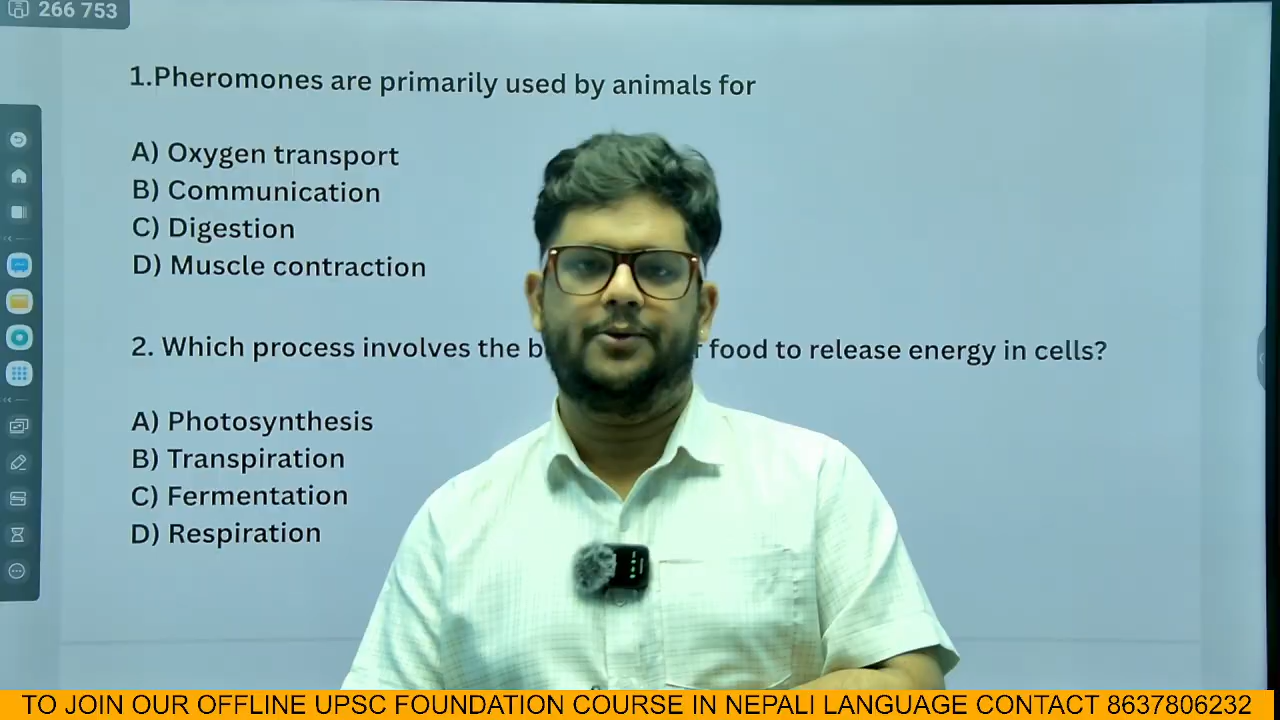 266 753
1.Pheromones are primarily used by animals for
A) Oxygen transport
B) Communication
C) Digestion
D) Muscle contraction
2. Which process involves the food to release energy in cells?
A) Photosynthesis
B) Transpiration
C) Fermentation
D) Respiration
TO JOIN OUR OFFLINE UPSC FOUNDATION COURSE IN NEPALI LANGUAGE CONTACT 8637806232